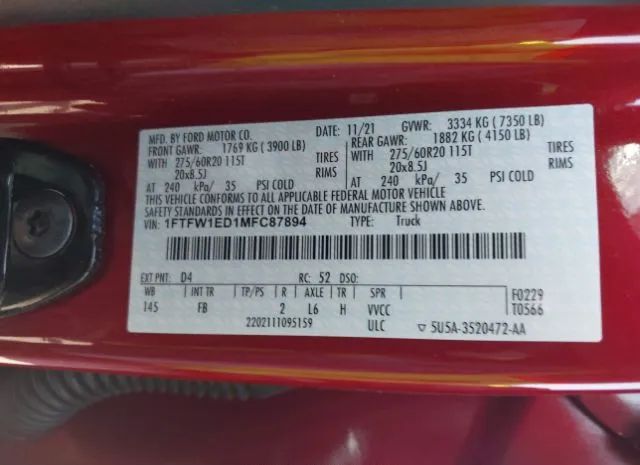 MFD. BY FORD MOTOR CO.
DATE: 11/21 GVWR: 3334 KG ( 7350 LB)
FRONT GAWR: 1769 KG ( 3900 LB)
REAR GAWR: 1882 KG ( 4150 LB)
WITH 275/60R20 115T TIRES
WITH 275/60R20 115T TIRES
20x8.5J RIMS
20x8.5J RIMS
AT 240 kPa/ 35 PSI COLD
AT 240 kPa/ 35 PSI COLD
THIS VEHICLE CONFORMS TO ALL APPLICABLE FEDERAL MOTOR VEHICLE
SAFETY STANDARDS IN EFFECT ON THE DATE OF MANUFACTURE SHOWN ABOVE.
VIN: 1FTFW1ED1MFC87894 TYPE: Truck
EXT PNT: D4 RC: 52 DSO:
WB INT TR TP/PS R AXLE TR SPR
145 FB 2 L6 H VVCC
F0229
T0566
2202111095159 ULC ▽ 5U5A-3520472-AA